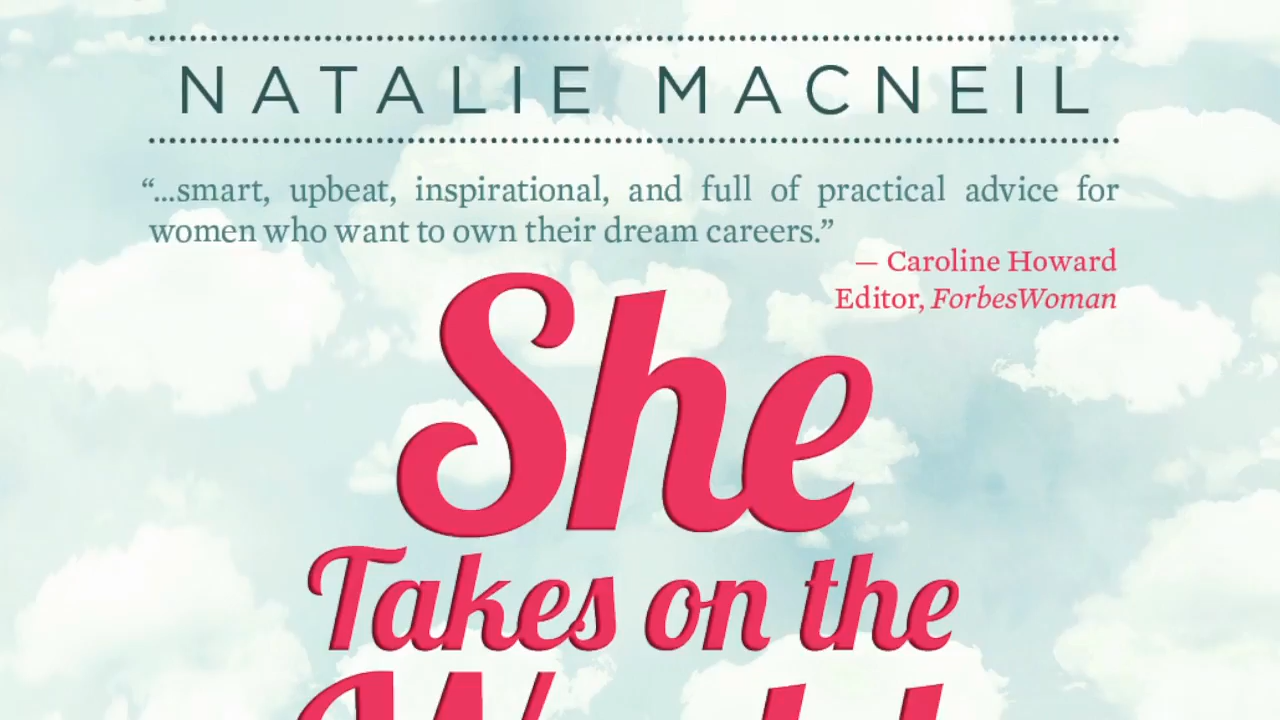 NATALIE MACNEIL
“...smart, upbeat, inspirational, and full of practical advice for
women who want to own their dream careers.”
— Caroline Howard
Editor, ForbesWoman
She
Takes on the
World